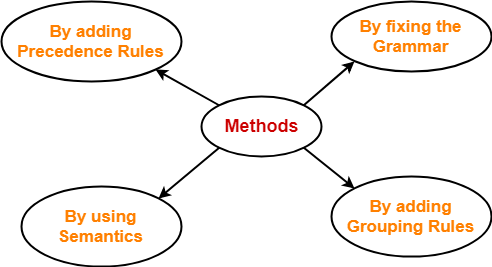 By adding
Precedence Rules
By fixing the
Grammar
Methods
By using
Semantics
By adding
Grouping Rules